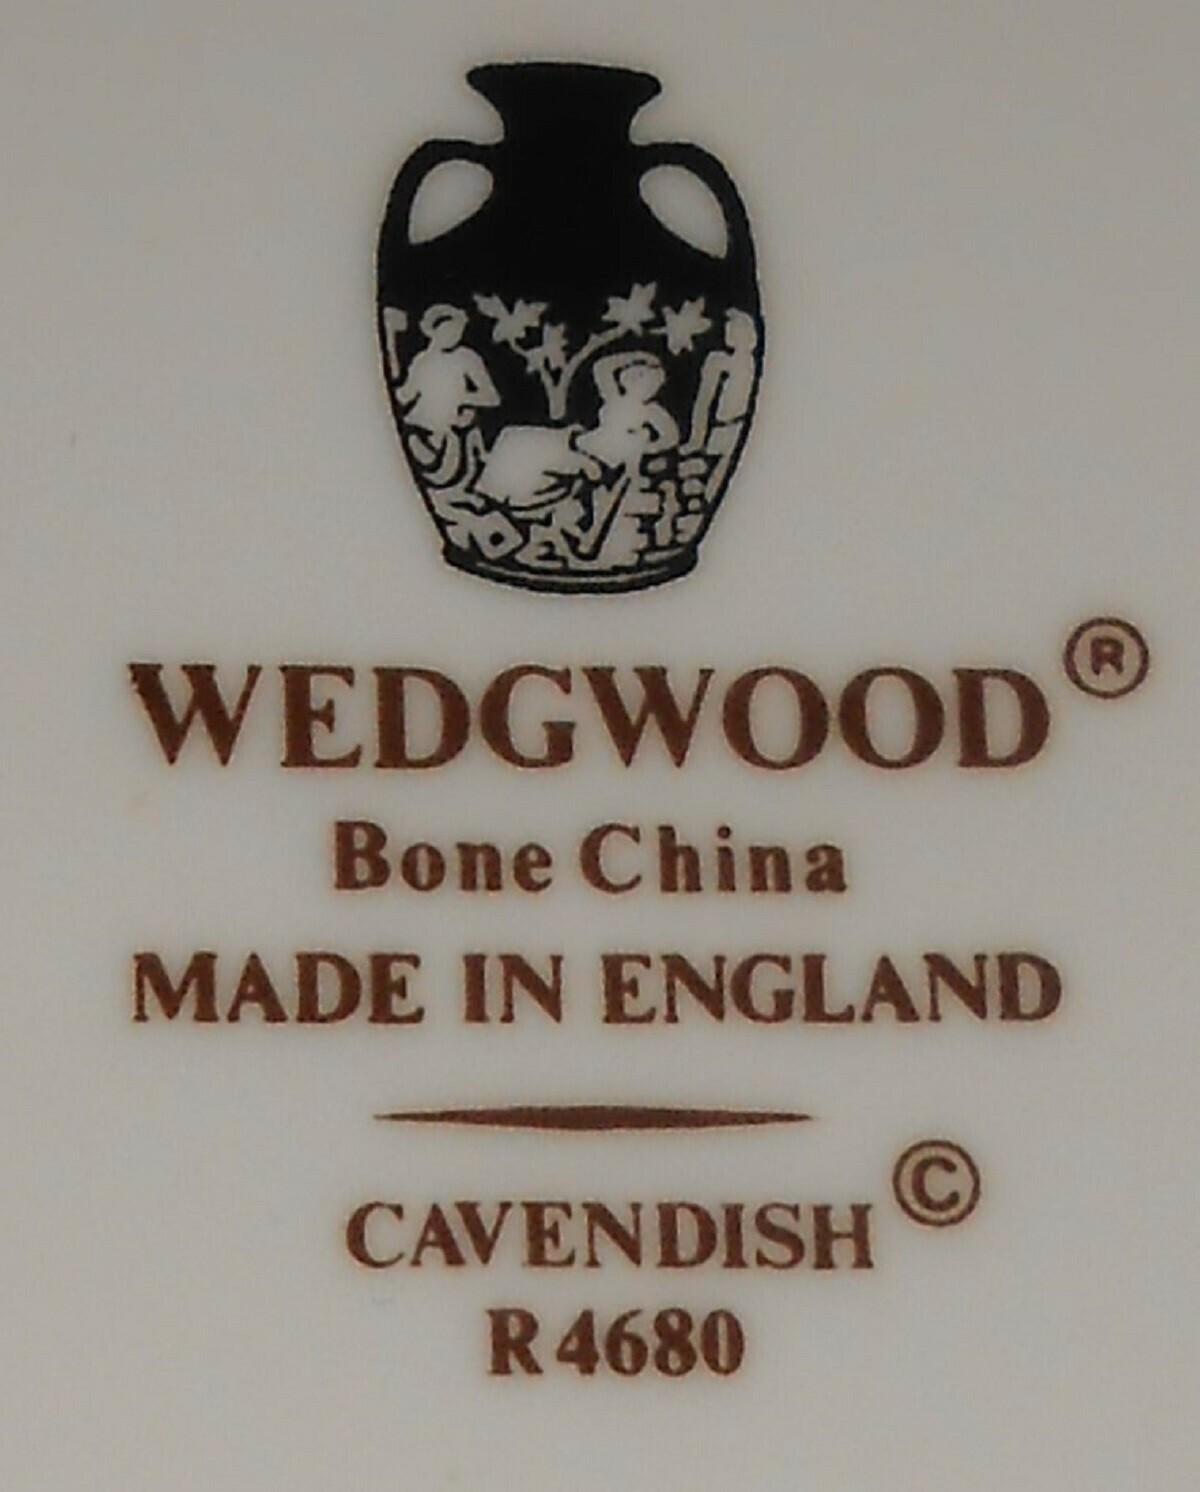 WEDGWOOD ®
Bone China
MADE IN ENGLAND
CAVENDISH ©
R4680